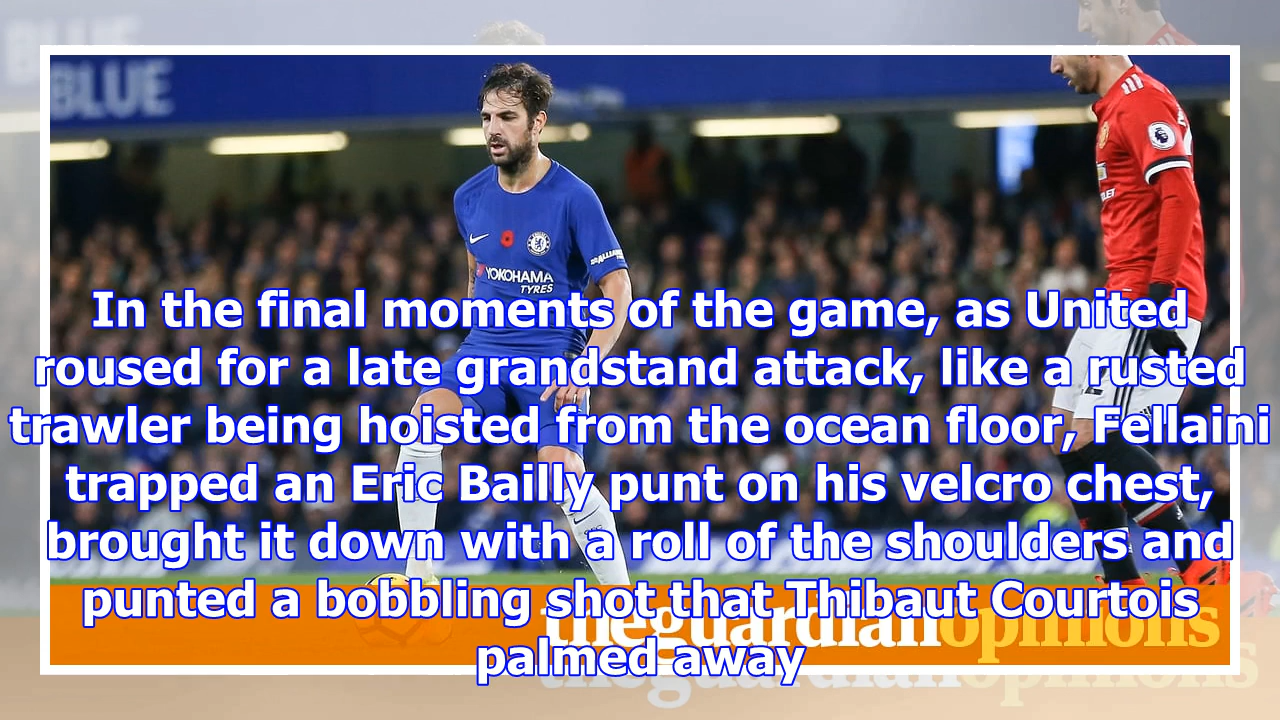 BLUE
BLUE
YOKOHAMA
TYRES
In the final moments of the game, as United
roused for a late grandstand attack, like a rusted
trawler being hoisted from the ocean floor, Fellaini
trapped an Eric Bailly punt on his velcro chest,
brought it down with a roll of the shoulders and
punted a bobbling shot that Thibaut Courtois
palmed away
theguardianopinions
theguardianopinions